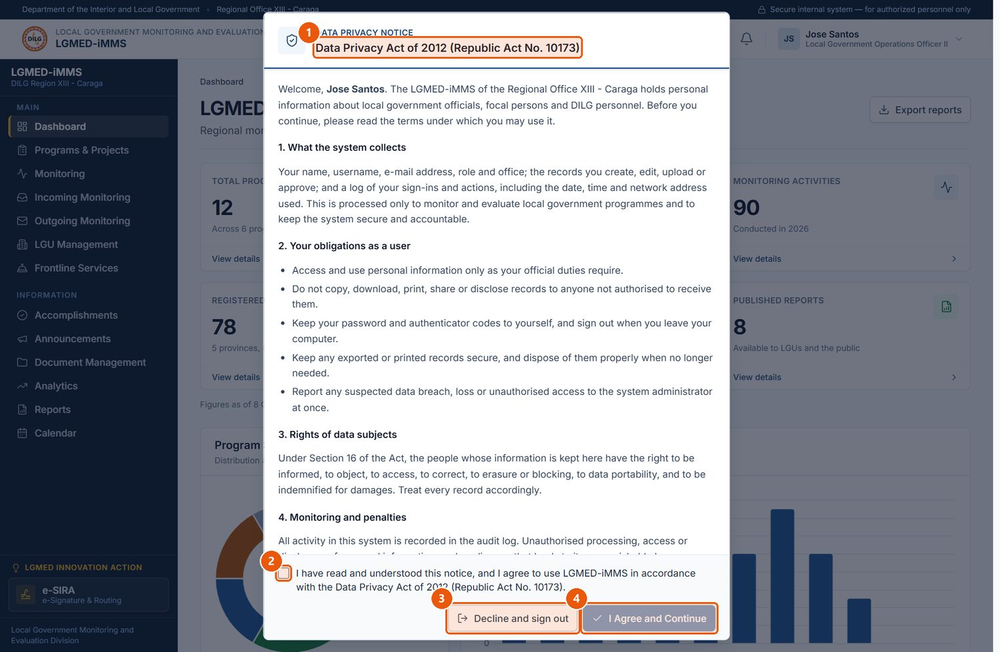 Department of the Interior and Local Government • Regional Office XIII - Caraga
Secure internal system — for authorized personnel only
DILG
LOCAL GOVERNMENT MONITORING AND EVALUATION
LGMED-iMMS
JS
Jose Santos
Local Government Operations Officer II
LGMED-iMMS
DILG Region XIII - Caraga
MAIN
Dashboard
Programs & Projects
Monitoring
Incoming Monitoring
Outgoing Monitoring
LGU Management
Frontline Services
INFORMATION
Accomplishments
Announcements
Document Management
Analytics
Reports
Calendar
LGMED INNOVATION ACTION
e-SIRA
e-Signature & Routing
Local Government Monitoring and
Evaluation Division
Dashboard
LGMED
Regional
Export reports
TOTAL
12
Across 6
View details
MONITORING ACTIVITIES
90
Conducted in 2026
View details
REGISTERED
78
5 provinces,
View details
PUBLISHED REPORTS
8
Available to LGUs and the public
View details
Figures as of 8
Program
Distribution
0
1
DATA PRIVACY NOTICE
Data Privacy Act of 2012 (Republic Act No. 10173)
Welcome, Jose Santos. The LGMED-iMMS of the Regional Office XIII - Caraga holds personal
information about local government officials, focal persons and DILG personnel. Before you
continue, please read the terms under which you may use it.
1. What the system collects
Your name, username, e-mail address, role and office; the records you create, edit, upload or
approve; and a log of your sign-ins and actions, including the date, time and network address
used. This is processed only to monitor and evaluate local government programmes and to
keep the system secure and accountable.
2. Your obligations as a user
• Access and use personal information only as your official duties require.
• Do not copy, download, print, share or disclose records to anyone not authorised to receive
them.
• Keep your password and authenticator codes to yourself, and sign out when you leave your
computer.
• Keep any exported or printed records secure, and dispose of them properly when no longer
needed.
• Report any suspected data breach, loss or unauthorised access to the system administrator
at once.
3. Rights of data subjects
Under Section 16 of the Act, the people whose information is kept here have the right to be
informed, to object, to access, to correct, to erasure or blocking, to data portability, and to be
indemnified for damages. Treat every record accordingly.
4. Monitoring and penalties
All activity in this system is recorded in the audit log. Unauthorised processing, access or
2
I have read and understood this notice, and I agree to use LGMED-iMMS in accordance
with the Data Privacy Act of 2012 (Republic Act No. 10173).
3
Decline and sign out
4
I Agree and Continue